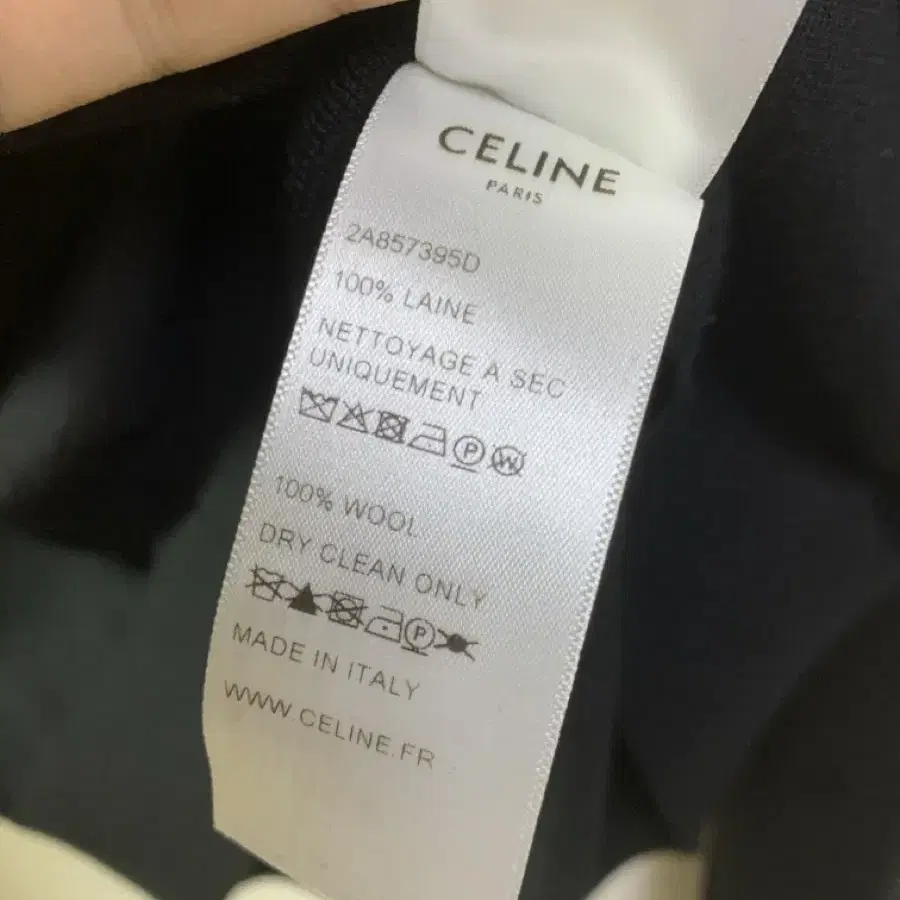 CELINE
PARIS
2A857395D
100% LAINE
NETTOYAGE A SEC
UNIQUEMENT
P W
100% WOOL
DRY CLEAN ONLY
P
MADE IN ITALY
WWW.CELINE.FR